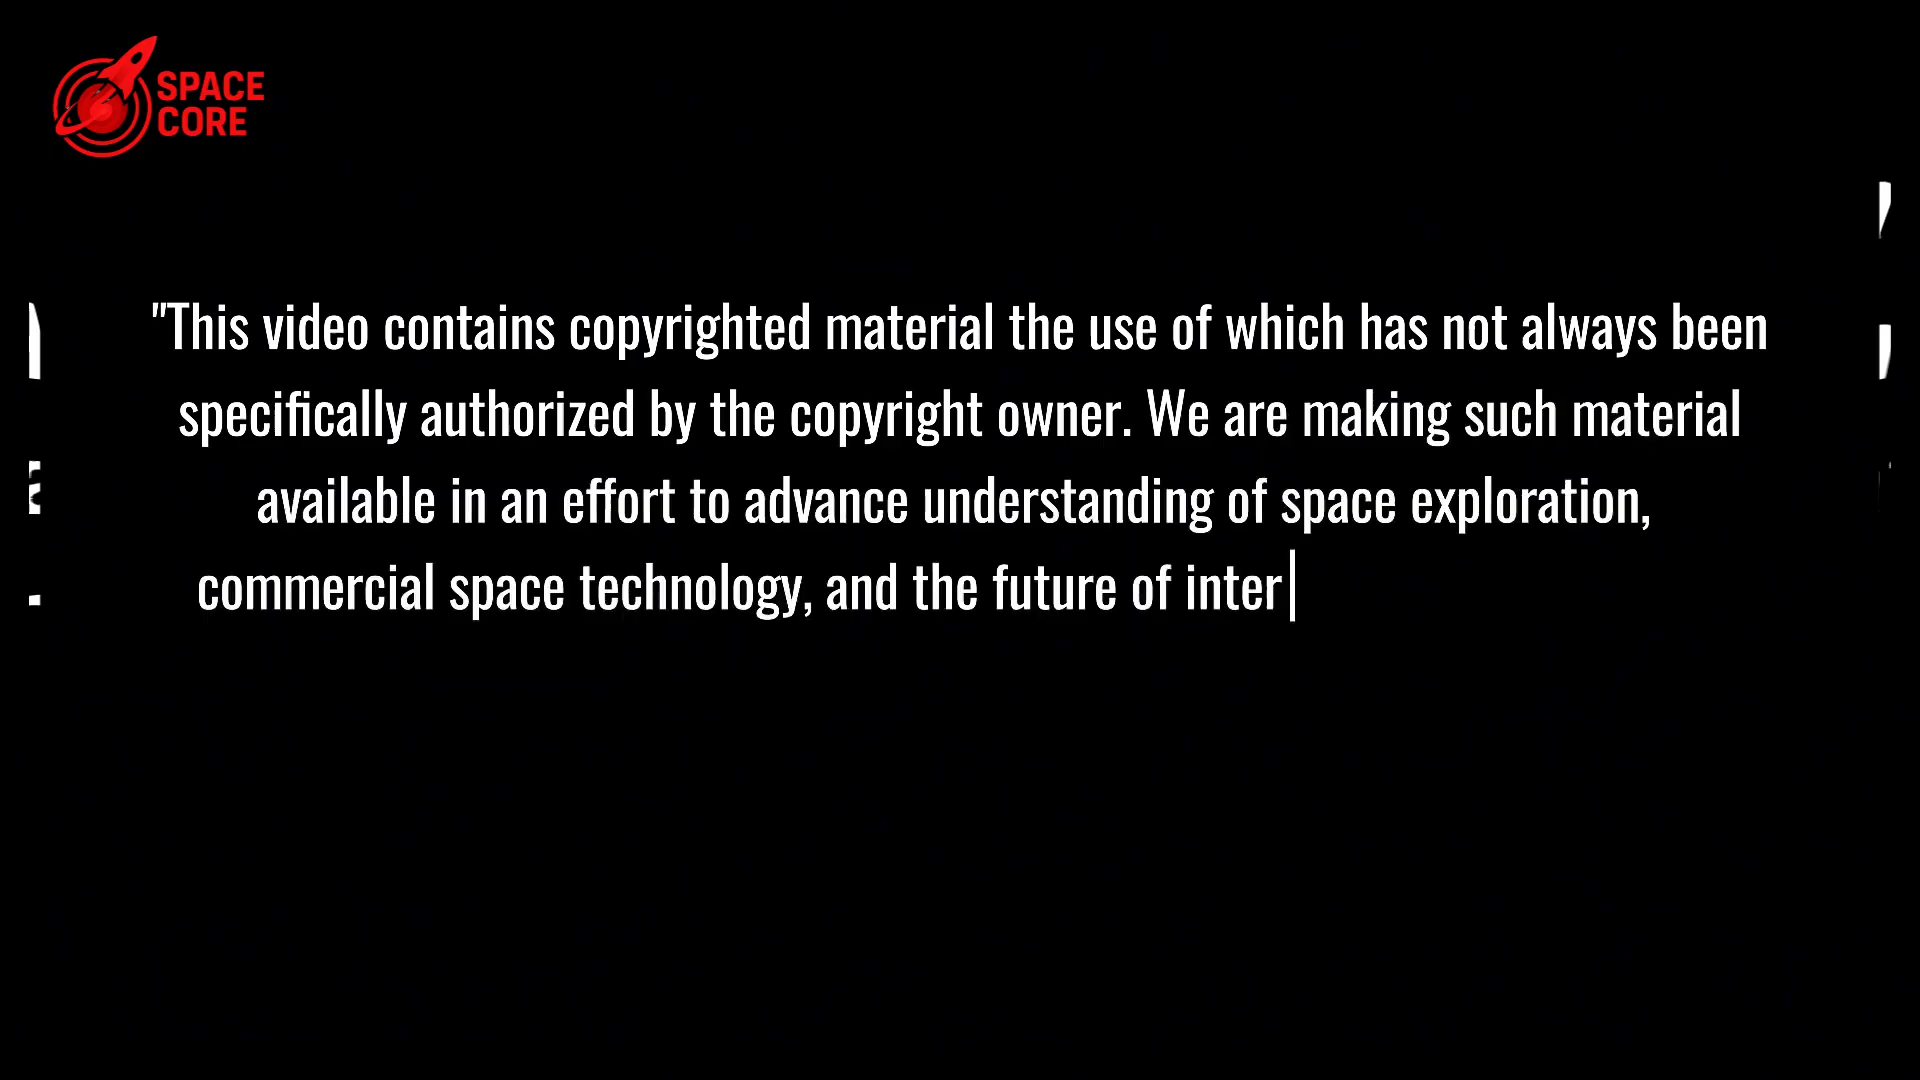 SPACE
CORE
"This video contains copyrighted material the use of which has not always been
specifically authorized by the copyright owner. We are making such material
available in an effort to advance understanding of space exploration,
commercial space technology, and the future of inter